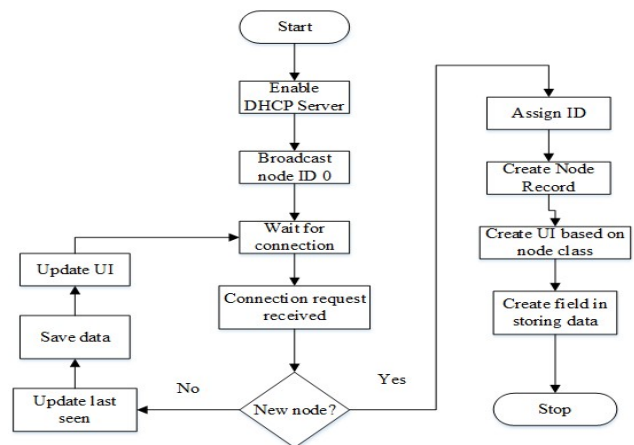 Start
Enable
DHCP Server
Broadcast
node ID 0
Wait for
connection
Connection request
received
New node?
No
Yes
Update last
seen
Save data
Update UI
Assign ID
Create Node
Record
Create UI based on
node class
Create field in
storing data
Stop